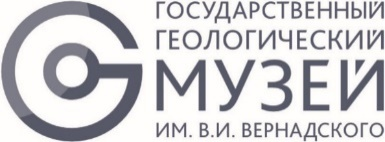 ГОСУДАРСТВЕННЫЙ
ГЕОЛОГИЧЕСКИЙ
МУЗЕЙ
ИМ. В.И. ВЕРНАДСКОГО